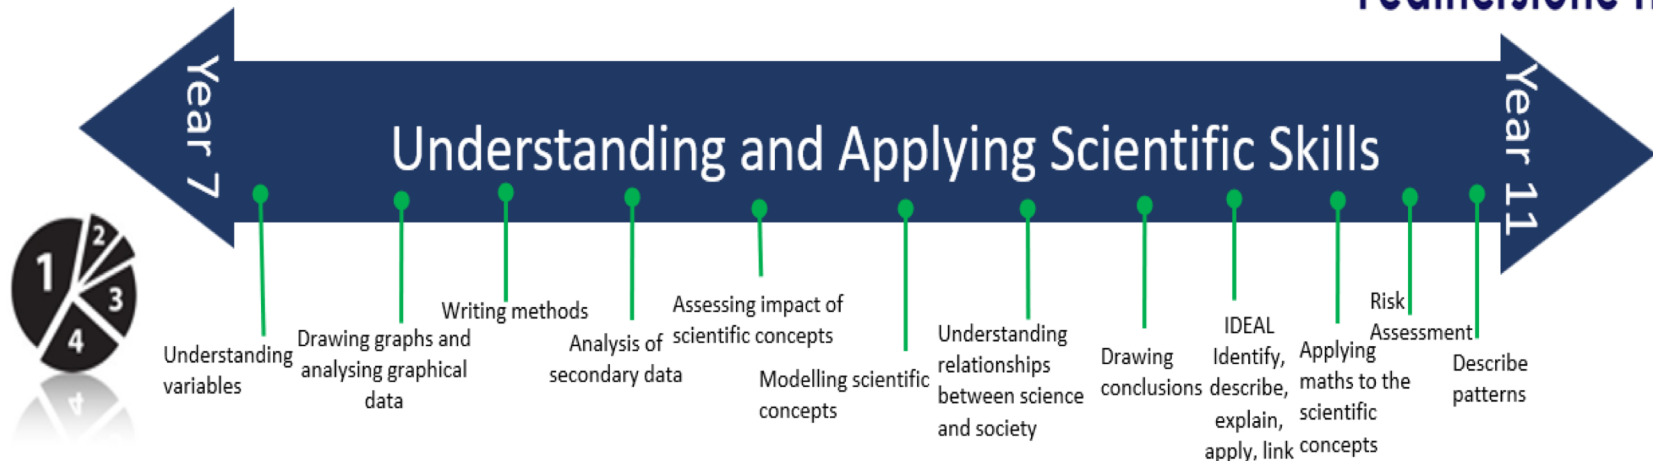 Year 7
Understanding and Applying Scientific Skills
Year 11
1
2
3
4
Understanding
variables
Drawing graphs and
analysing graphical
data
Writing methods
Analysis of
secondary data
Assessing impact of
scientific concepts
Modelling scientific
concepts
Understanding
relationships
between science
and society
Drawing
conclusions
IDEAL
Identify,
describe,
explain,
apply, link
Applying
maths to the
scientific
concepts
Risk
Assessment
Describe
patterns